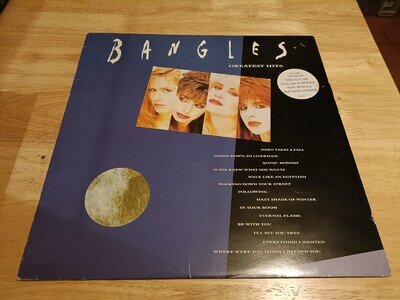 BANGLES
GREATEST HITS
HERO TAKES A FALL
GOING DOWN TO LIVERPOOL
MANIC MONDAY
IF SHE KNEW WHAT SHE WANTS
WALK LIKE AN EGYPTIAN
WALKING DOWN YOUR STREET
FOLLOWING
HAZY SHADE OF WINTER
IN YOUR ROOM
ETERNAL FLAME
BE WITH YOU
I'LL SET YOU FREE
EVERYTHING I WANTED
WHERE WERE YOU WHEN I NEEDED YOU